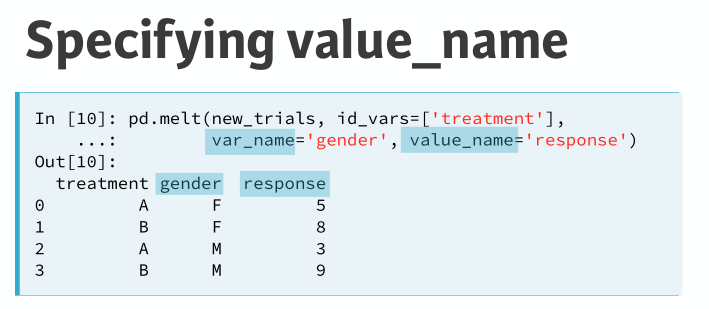 Specifying value_name
In [10]: pd.melt(new_trials, id_vars=['treatment'],
    ...:         var_name='gender', value_name='response')
Out[10]:
  treatment gender  response
0         A      F         5
1         B      F         8
2         A      M         3
3         B      M         9